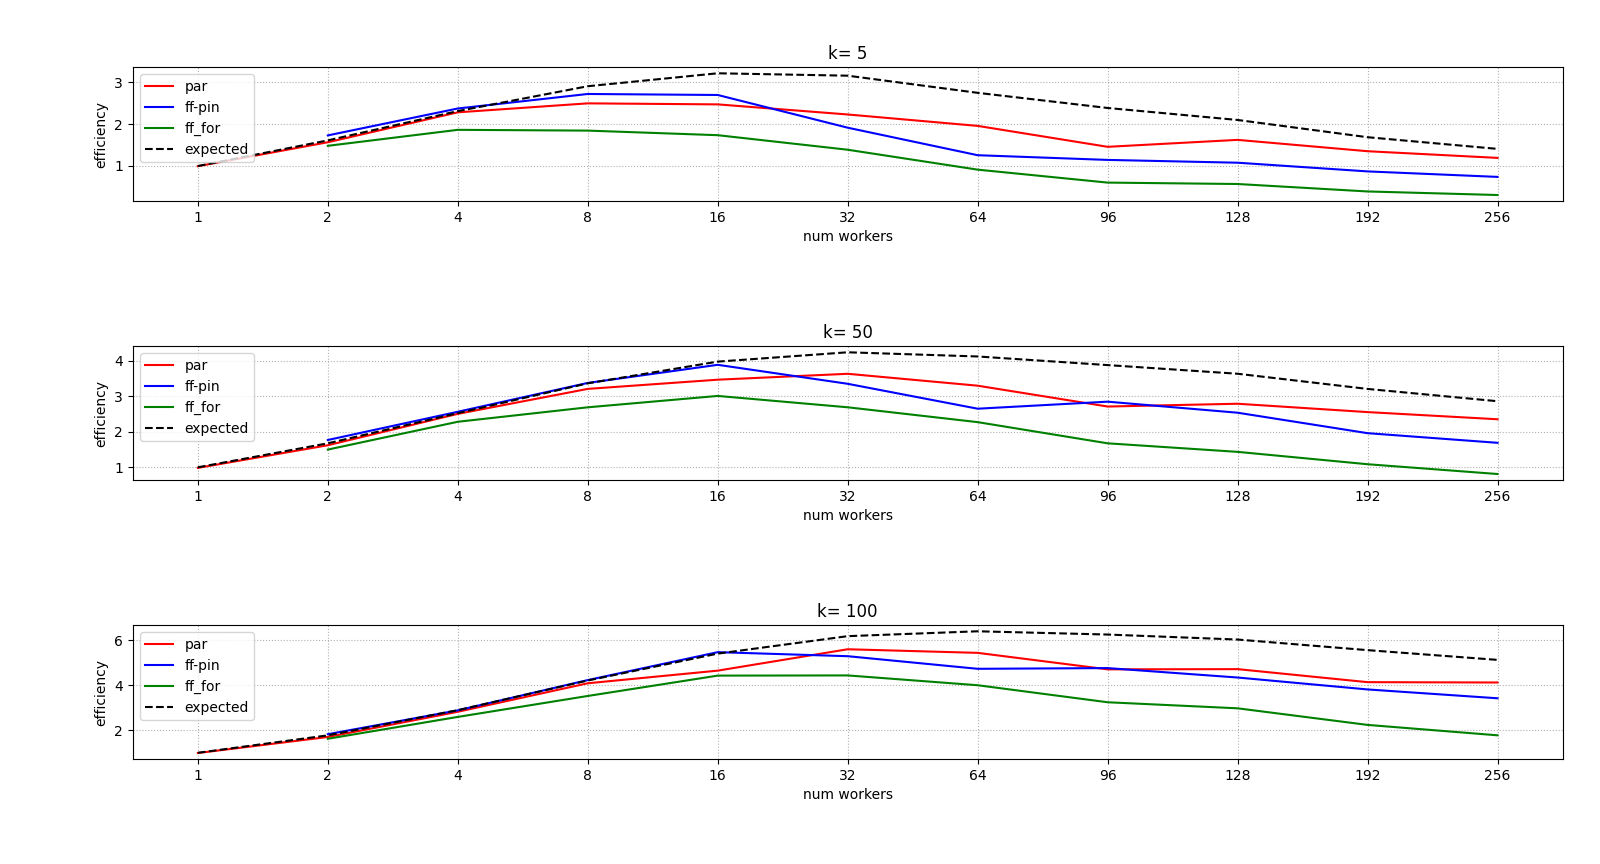 k= 5
efficiency
3
2
1
par
ff-pin
ff_for
expected
1 2 4 8 16 32 64 96 128 192 256
num workers
k= 50
efficiency
4
3
2
1
par
ff-pin
ff_for
expected
1 2 4 8 16 32 64 96 128 192 256
num workers
k= 100
efficiency
6
4
2
par
ff-pin
ff_for
expected
1 2 4 8 16 32 64 96 128 192 256
num workers